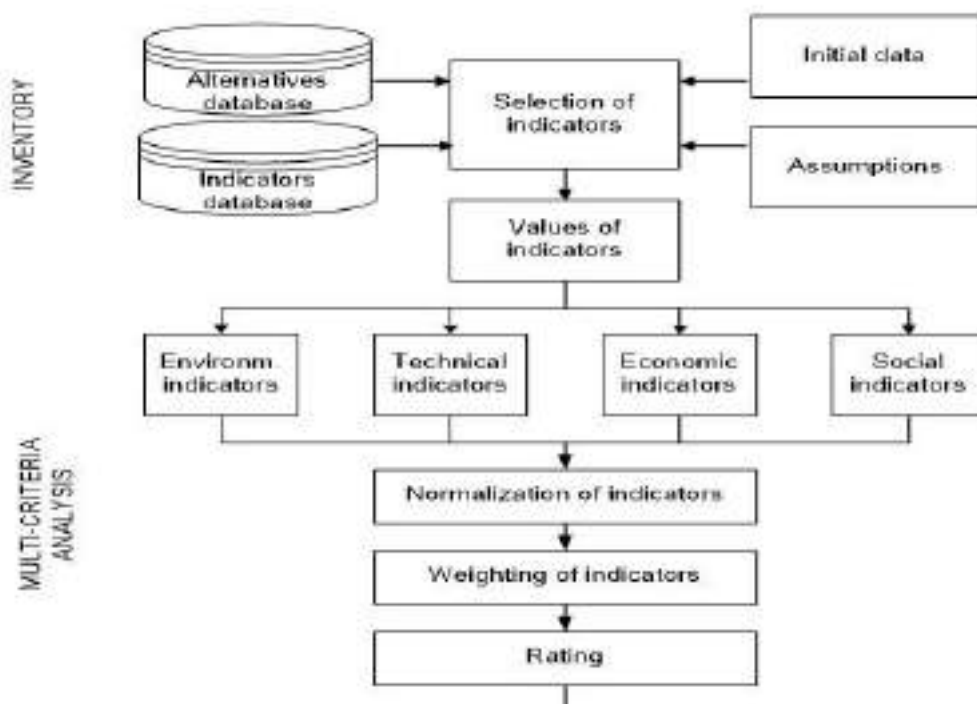 INVENTORY
Alternatives
database
Indicators
database
Selection of
indicators
Initial data
Assumptions
Values of
indicators
Environm
indicators
Technical
indicators
Economic
indicators
Social
indicators
MULTI-CRITERIA
ANALYSIS
Normalization of indicators
Weighting of indicators
Rating